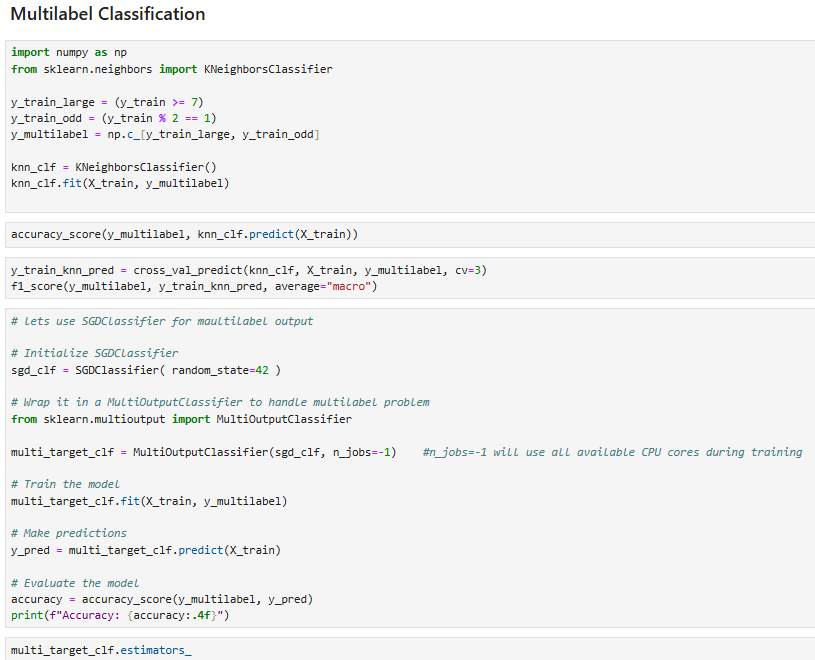 Multilabel Classification
import numpy as np
from sklearn.neighbors import KNeighborsClassifier
y_train_large = (y_train >= 7)
y_train_odd = (y_train % 2 == 1)
y_multilabel = np.c_[y_train_large, y_train_odd]
knn_clf = KNeighborsClassifier()
knn_clf.fit(X_train, y_multilabel)
accuracy_score(y_multilabel, knn_clf.predict(X_train))
y_train_knn_pred = cross_val_predict(knn_clf, X_train, y_multilabel, cv=3)
f1_score(y_multilabel, y_train_knn_pred, average="macro")
# lets use SGDClassifier for maultilabel output
# Initialize SGDClassifier
sgd_clf = SGDClassifier( random_state=42 )
# Wrap it in a MultiOutputClassifier to handle multilabel problem
from sklearn.multioutput import MultiOutputClassifier
multi_target_clf = MultiOutputClassifier(sgd_clf, n_jobs=-1)    #n_jobs=-1 will use all available CPU cores during training
# Train the model
multi_target_clf.fit(X_train, y_multilabel)
# Make predictions
y_pred = multi_target_clf.predict(X_train)
# Evaluate the model
accuracy = accuracy_score(y_multilabel, y_pred)
print(f"Accuracy: {accuracy:.4f}")
multi_target_clf.estimators_